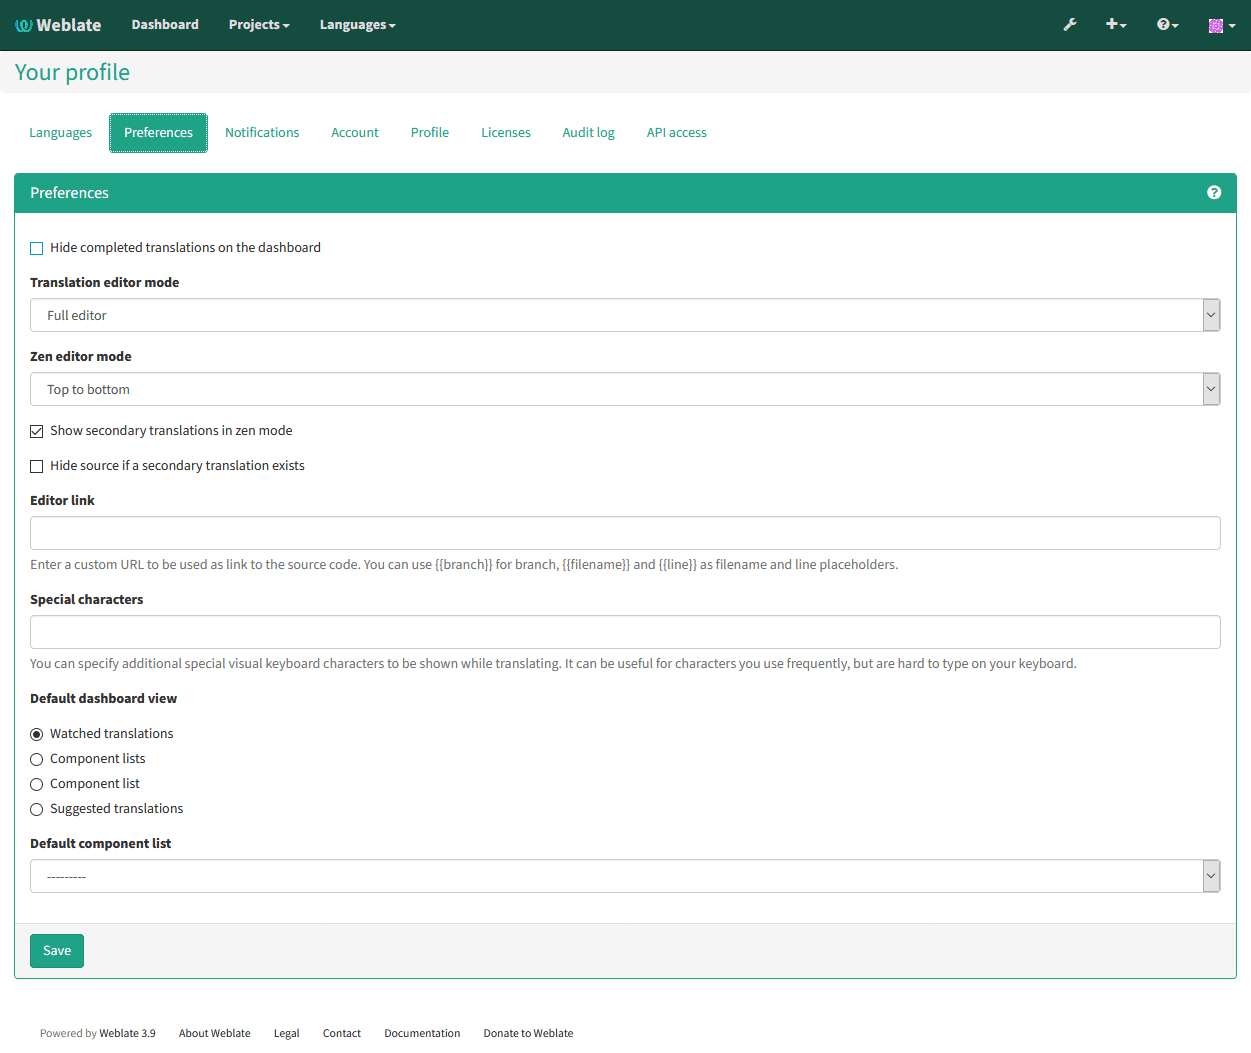 Weblate Dashboard Projects Languages
Your profile
Languages Preferences Notifications Account Profile Licenses Audit log API access
Preferences
Hide completed translations on the dashboard
Translation editor mode
Full editor
Zen editor mode
Top to bottom
Show secondary translations in zen mode
Hide source if a secondary translation exists
Editor link
Enter a custom URL to be used as link to the source code. You can use {{branch}} for branch, {{filename}} and {{line}} as filename and line placeholders.
Special characters
You can specify additional special visual keyboard characters to be shown while translating. It can be useful for characters you use frequently, but are hard to type on your keyboard.
Default dashboard view
Watched translations
Component lists
Component list
Suggested translations
Default component list
---------
Save
Powered by Weblate 3.9 About Weblate Legal Contact Documentation Donate to Weblate